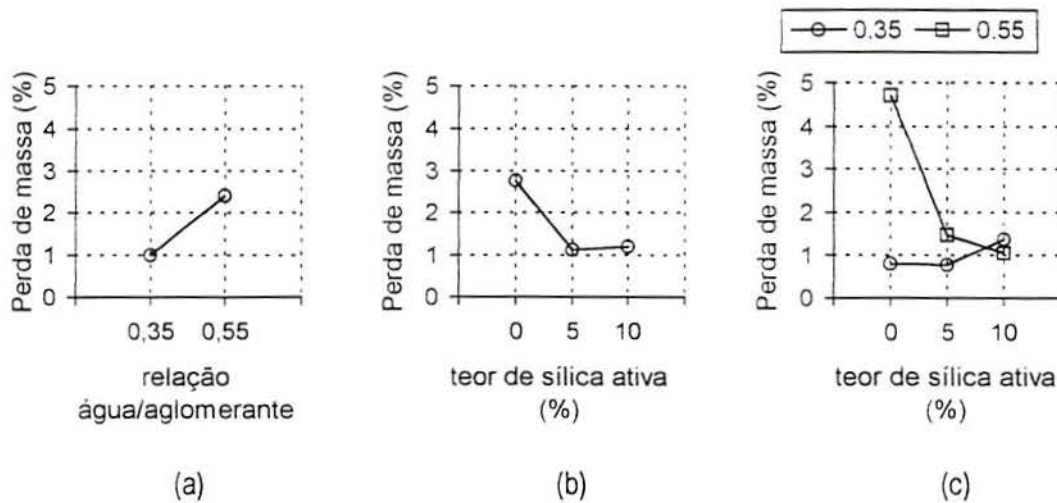 0.35 0.55
Perda de massa (%)
5
4
3
2
1
0
0,35 0,55
relação
água/aglomerante
(a)
Perda de massa (%)
5
4
3
2
1
0
0 5 10
teor de sílica ativa
(%)
(b)
Perda de massa (%)
5
4
3
2
1
0
0 5 10
teor de sílica ativa
(%)
(c)